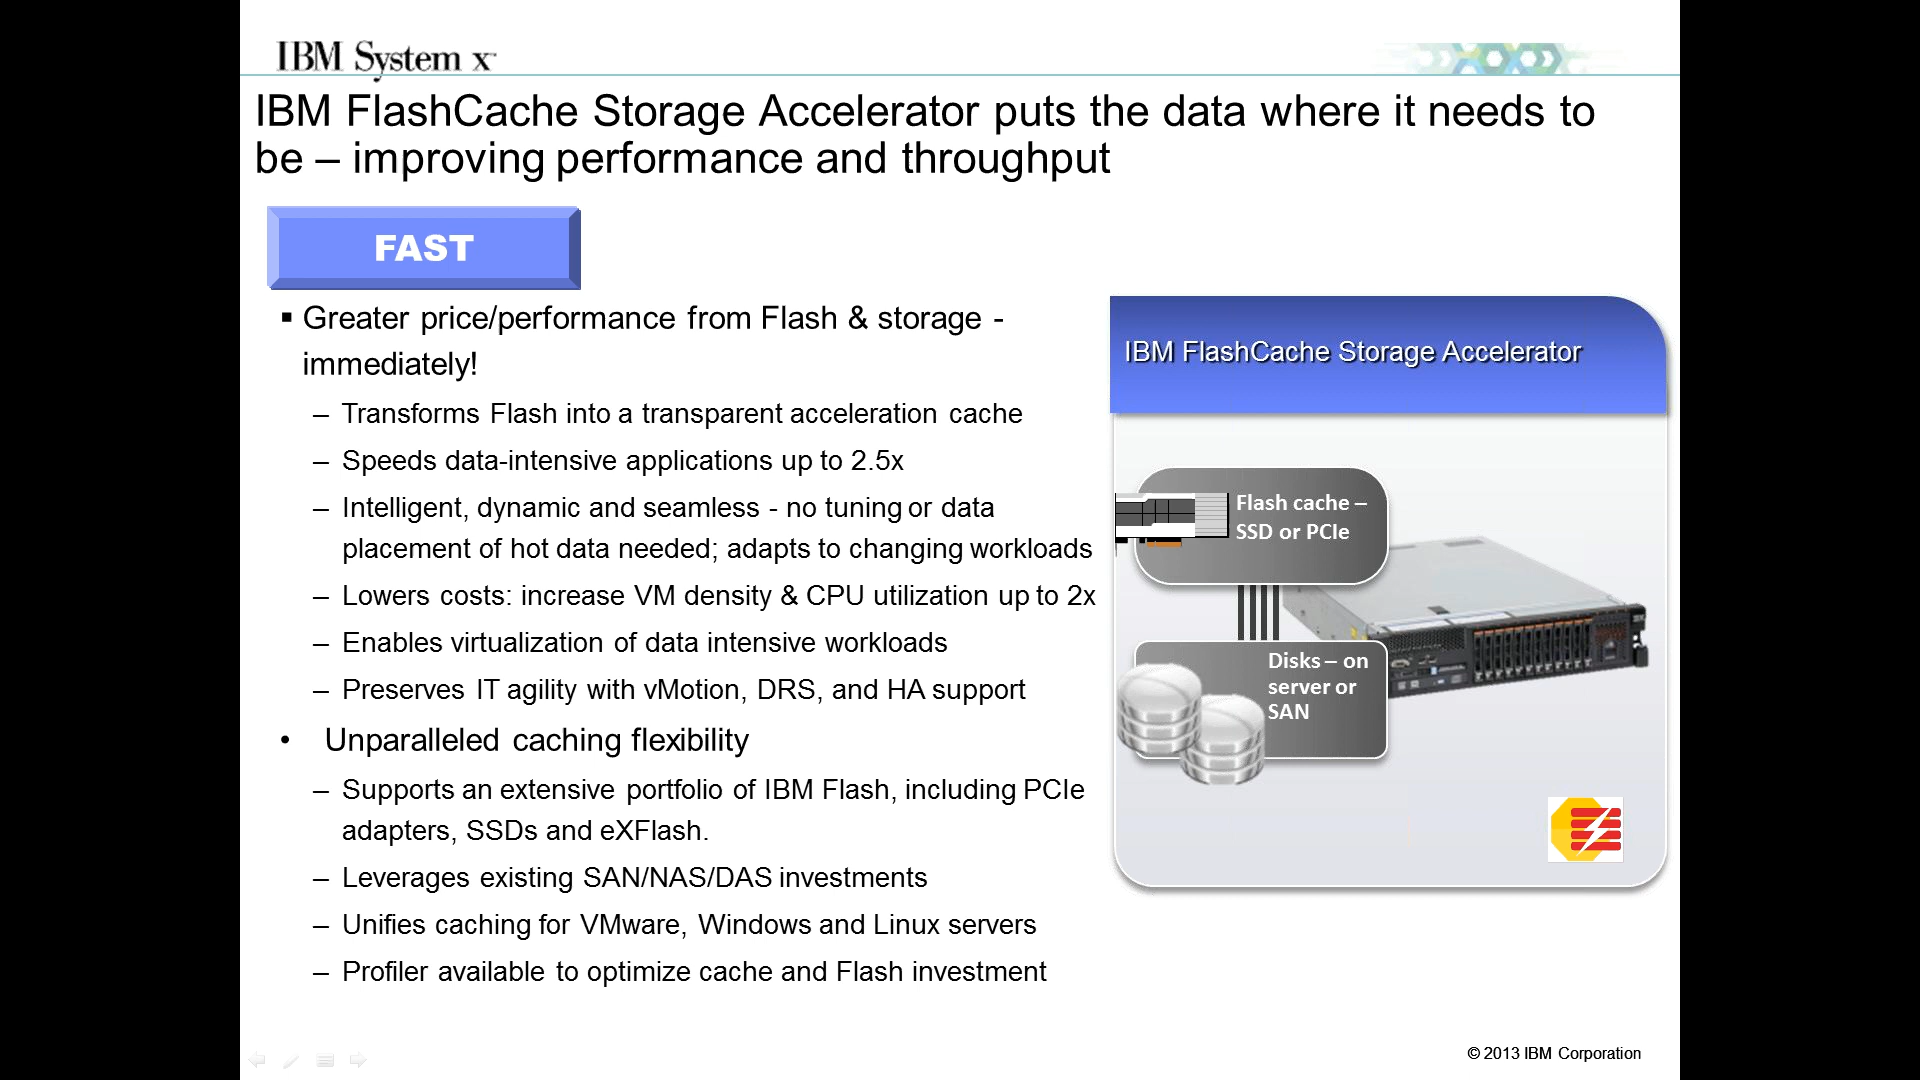 IBM System x™
IBM FlashCache Storage Accelerator puts the data where it needs to
be – improving performance and throughput
FAST
▪ Greater price/performance from Flash & storage -
immediately!
– Transforms Flash into a transparent acceleration cache
– Speeds data-intensive applications up to 2.5x
– Intelligent, dynamic and seamless - no tuning or data
placement of hot data needed; adapts to changing workloads
– Lowers costs: increase VM density & CPU utilization up to 2x
– Enables virtualization of data intensive workloads
– Preserves IT agility with vMotion, DRS, and HA support
• Unparalleled caching flexibility
– Supports an extensive portfolio of IBM Flash, including PCIe
adapters, SSDs and eXFlash.
– Leverages existing SAN/NAS/DAS investments
– Unifies caching for VMware, Windows and Linux servers
– Profiler available to optimize cache and Flash investment
IBM FlashCache Storage Accelerator
Flash cache –
SSD or PCIe
Disks – on
server or
SAN
© 2013 IBM Corporation